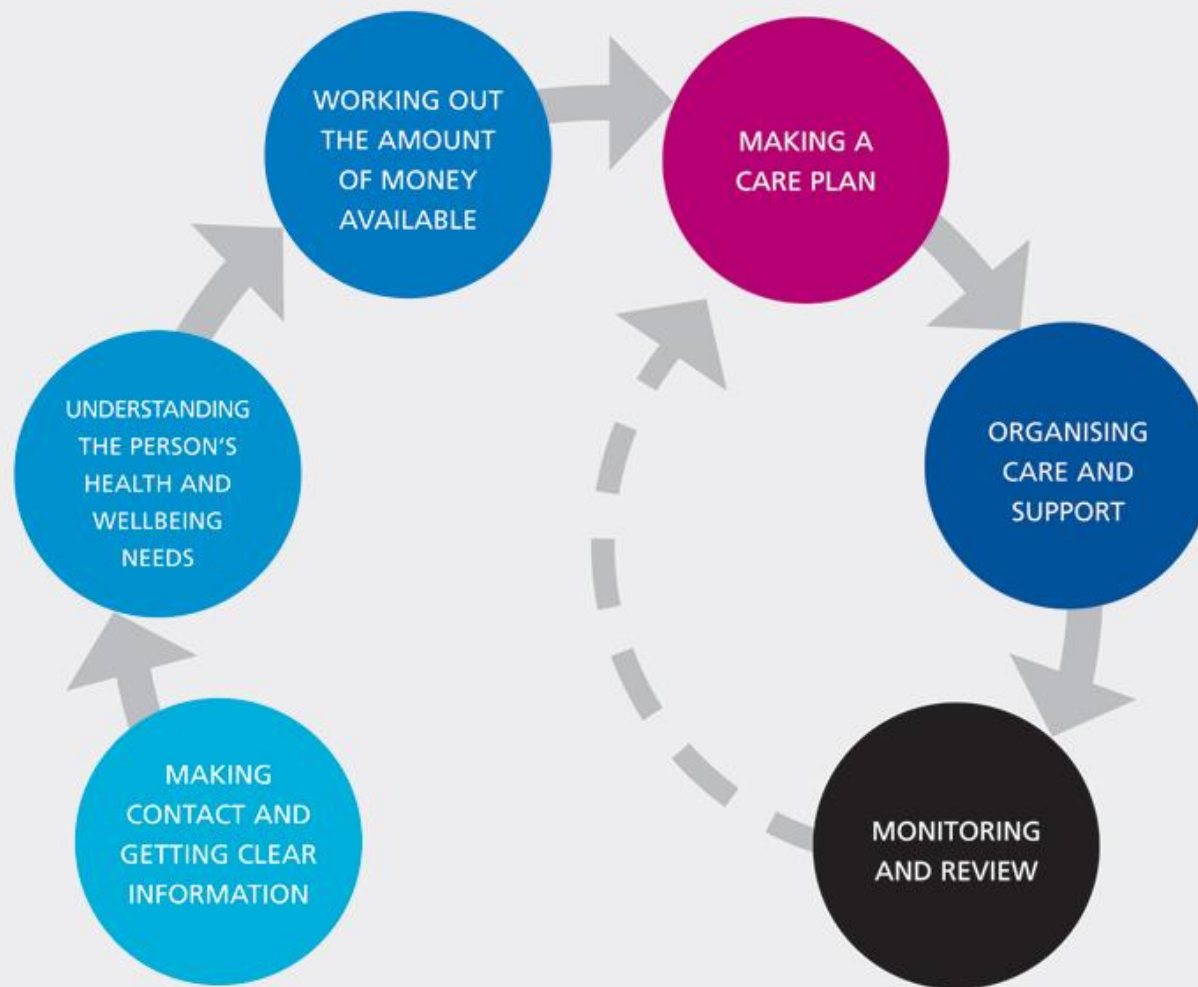 MAKING
CONTACT AND
GETTING CLEAR
INFORMATION
UNDERSTANDING
THE PERSON'S
HEALTH AND
WELLBEING
NEEDS
WORKING OUT
THE AMOUNT
OF MONEY
AVAILABLE
MAKING A
CARE PLAN
ORGANISING
CARE AND
SUPPORT
MONITORING
AND REVIEW